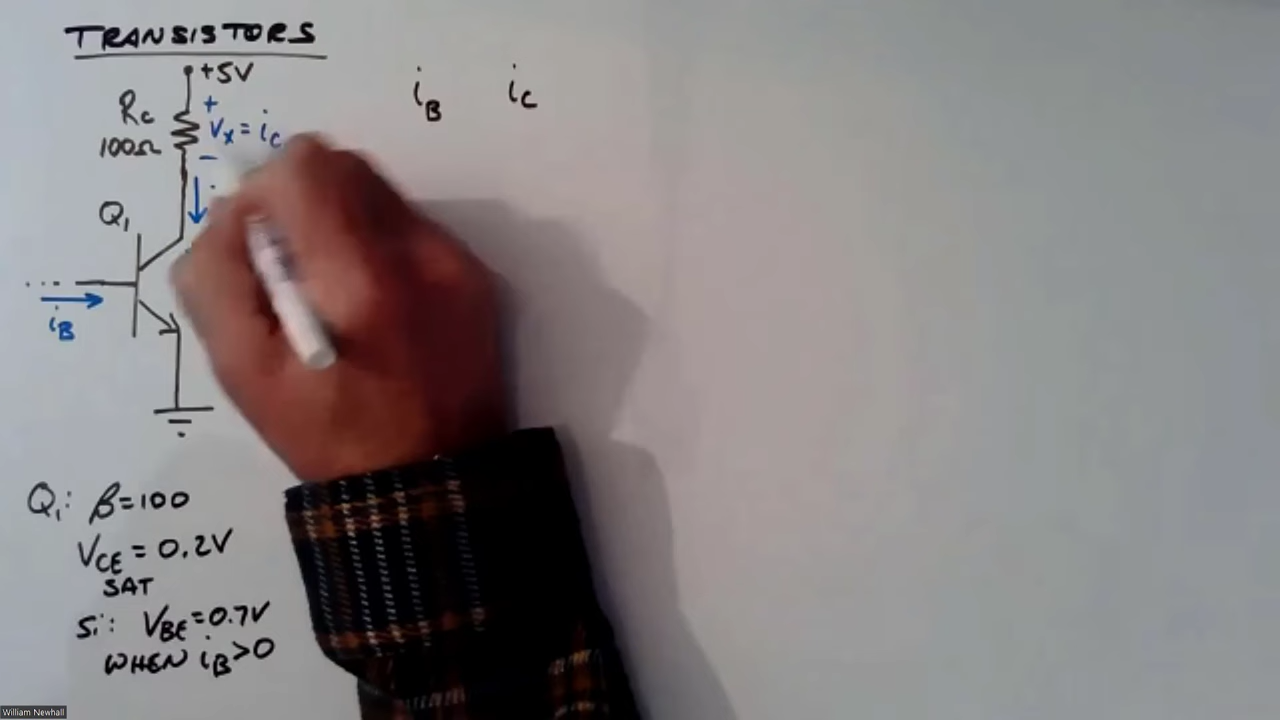 TRANSISTORS
+5V
Rc
100Ω
+
Vx = ic
−
Q1
iB
iB iC
Q1: β=100
VCE = 0.2V
SAT
Si: VBE=0.7V
WHEN iB>0
William Newhall